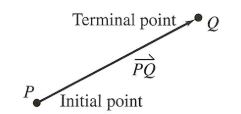 Terminal point Q
PQ
P
Initial point